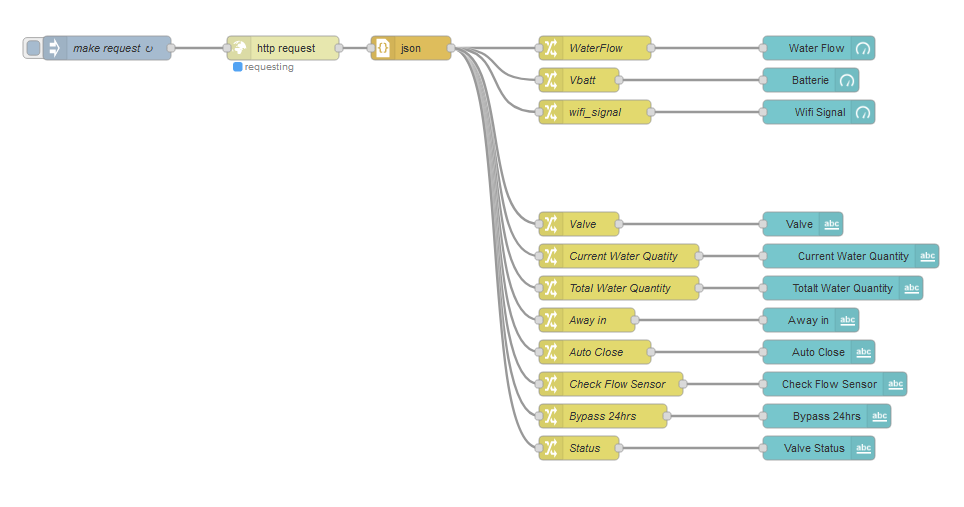 make request ↻
http request
requesting
json
WaterFlow
Water Flow
Vbatt
Batterie
wifi_signal
Wifi Signal
Valve
Valve
abc
Current Water Quatity
Current Water Quantity
abc
Total Water Quantity
Totalt Water Quantity
abc
Away in
Away in
abc
Auto Close
Auto Close
abc
Check Flow Sensor
Check Flow Sensor
abc
Bypass 24hrs
Bypass 24hrs
abc
Status
Valve Status
abc